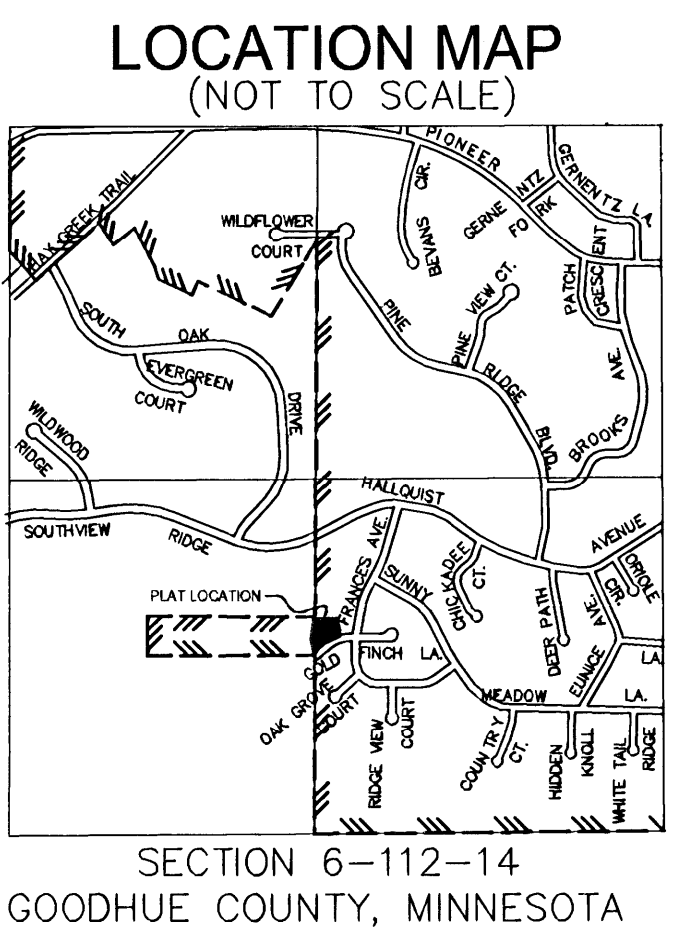 LOCATION MAP
(NOT TO SCALE)
PIONEER
OAK CREEK TRAIL
BEVANS CIR.
GERNENTZ LA.
GERNENTZ
FORK
WILDFLOWER
COURT
PATCH
CRESCENT
PINE VIEW CT.
SOUTH OAK DRIVE
PINE RIDGE BLVD.
EVERGREEN
COURT
BROOKS AVE.
WILDWOOD
RIDGE
HALLQUIST AVENUE
SOUTHVIEW RIDGE
FRANCES AVE.
CHICKADEE
CT.
ORIOLE
CIR.
SUNNY MEADOW LA.
DEER PATH
EUNICE AVE.
PLAT LOCATION
GOLD FINCH LA.
LA.
OAK GROVE
COURT
RIDGE VIEW
COURT
COUNTRY
CT.
HIDDEN
KNOLL
WHITE TAIL
RIDGE
SECTION 6-112-14
GOODHUE COUNTY, MINNESOTA